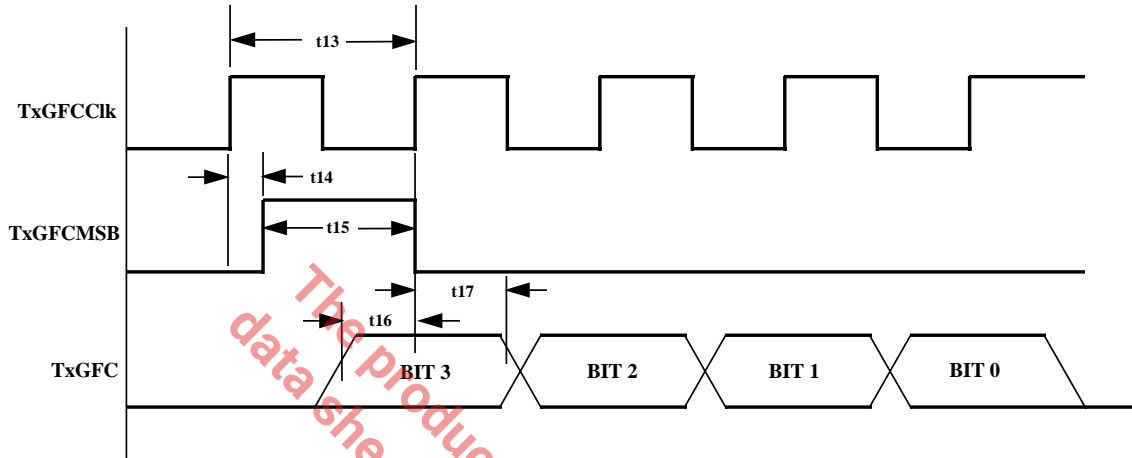 t13
TxGFCClk
t14
TxGFCMSB
t15
t17
t16
TxGFC
BIT 3
BIT 2
BIT 1
BIT 0
The produc
data she